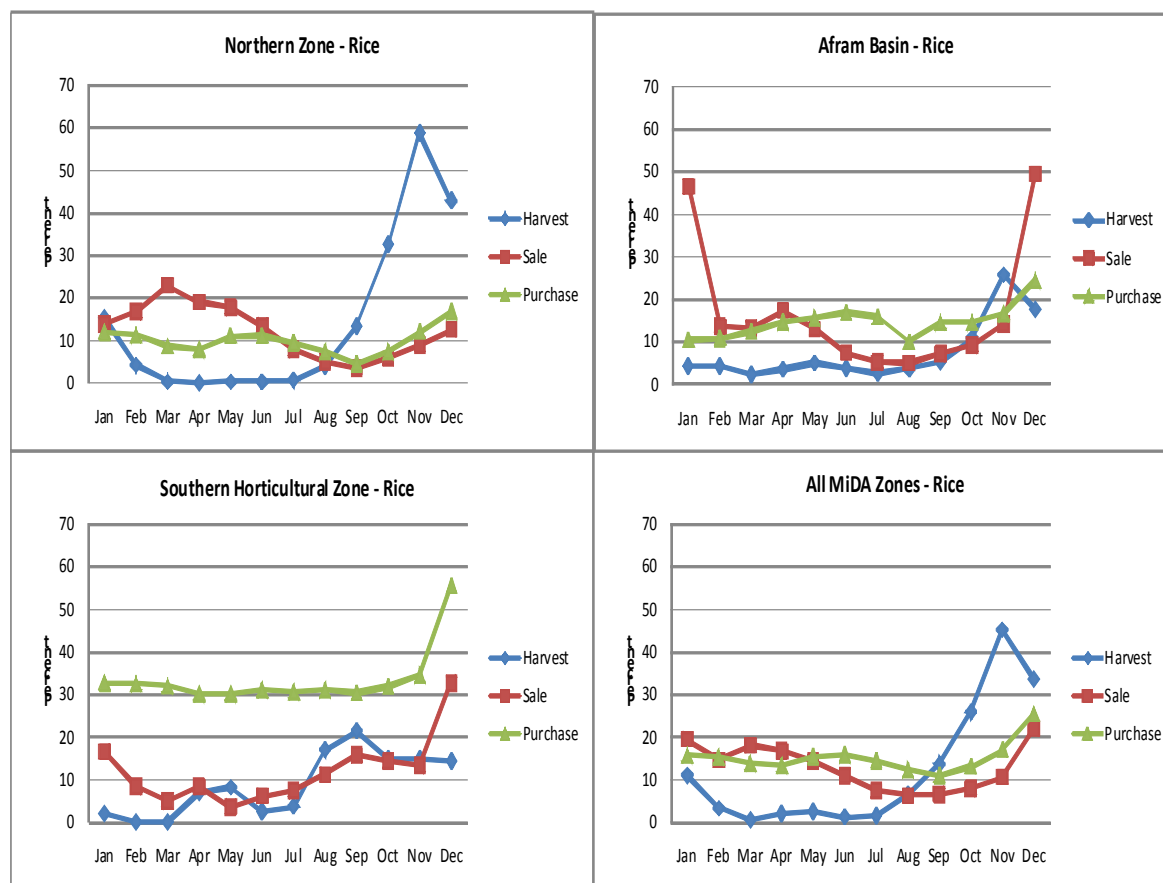 Northern Zone - Rice
70
60
50
40
30
20
10
0
Percent
Jan Feb Mar Apr May Jun Jul Aug Sep Oct Nov Dec
Harvest
Sale
Purchase
Afram Basin - Rice
70
60
50
40
30
20
10
0
Percent
Jan Feb Mar Apr May Jun Jul Aug Sep Oct Nov Dec
Harvest
Sale
Purchase
Southern Horticultural Zone - Rice
70
60
50
40
30
20
10
0
Percent
Jan Feb Mar Apr May Jun Jul Aug Sep Oct Nov Dec
Harvest
Sale
Purchase
All MiDA Zones - Rice
70
60
50
40
30
20
10
0
Percent
Jan Feb Mar Apr May Jun Jul Aug Sep Oct Nov Dec
Harvest
Sale
Purchase